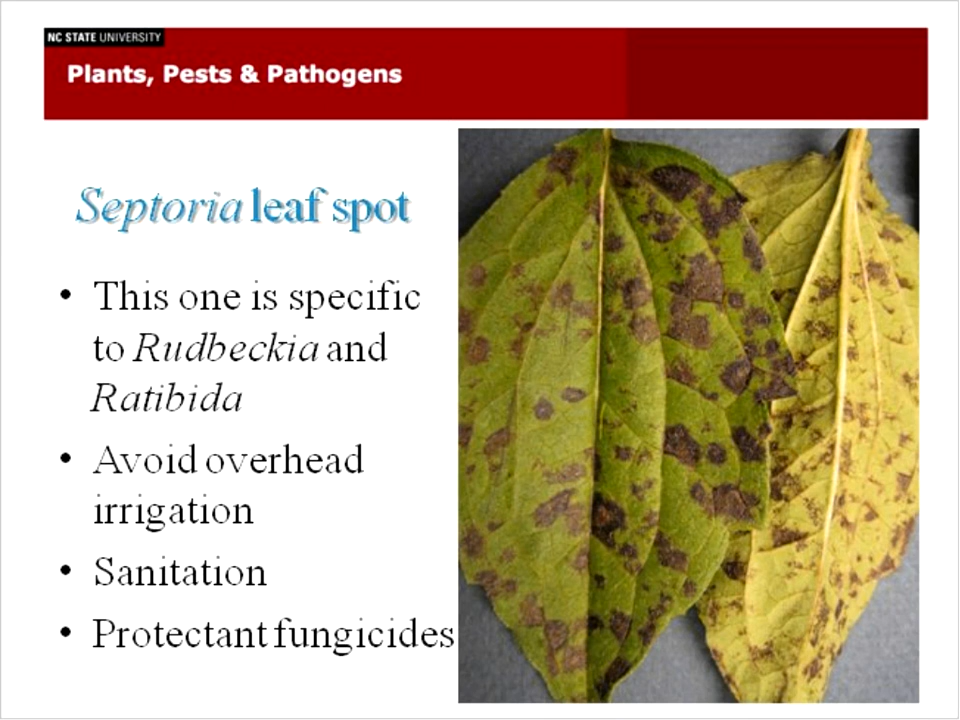 NC STATE UNIVERSITY
Plants, Pests & Pathogens
Septoria leaf spot
• This one is specific
to Rudbeckia and
Ratibida
• Avoid overhead
irrigation
• Sanitation
• Protectant fungicides